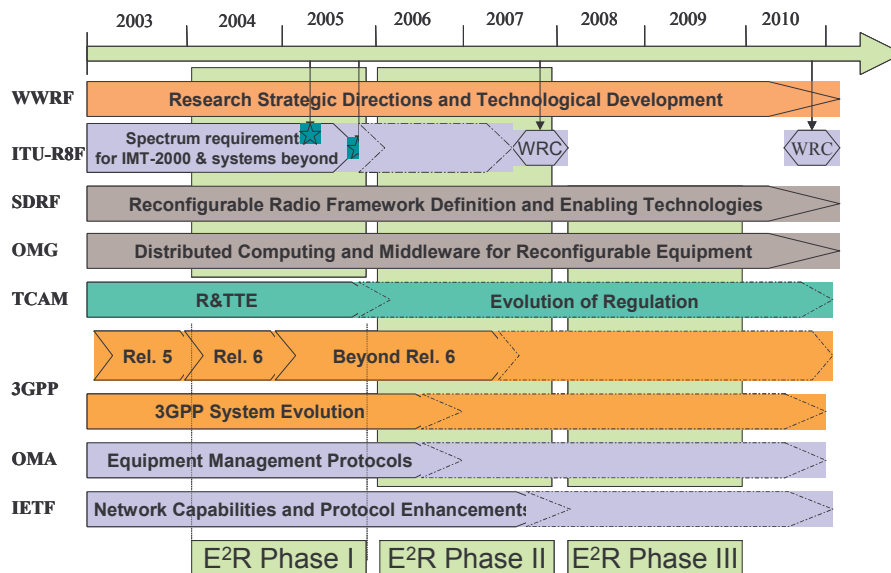 2003 2004 2005 2006 2007 2008 2009 2010
WWRF Research Strategic Directions and Technological Development
ITU-R8F Spectrum requirement
for IMT-2000 & systems beyond
WRC WRC
SDRF Reconfigurable Radio Framework Definition and Enabling Technologies
OMG Distributed Computing and Middleware for Reconfigurable Equipment
TCAM R&TTE Evolution of Regulation
Rel. 5 Rel. 6 Beyond Rel. 6
3GPP
3GPP System Evolution
OMA Equipment Management Protocols
IETF Network Capabilities and Protocol Enhancements
E²R Phase I E²R Phase II E²R Phase III